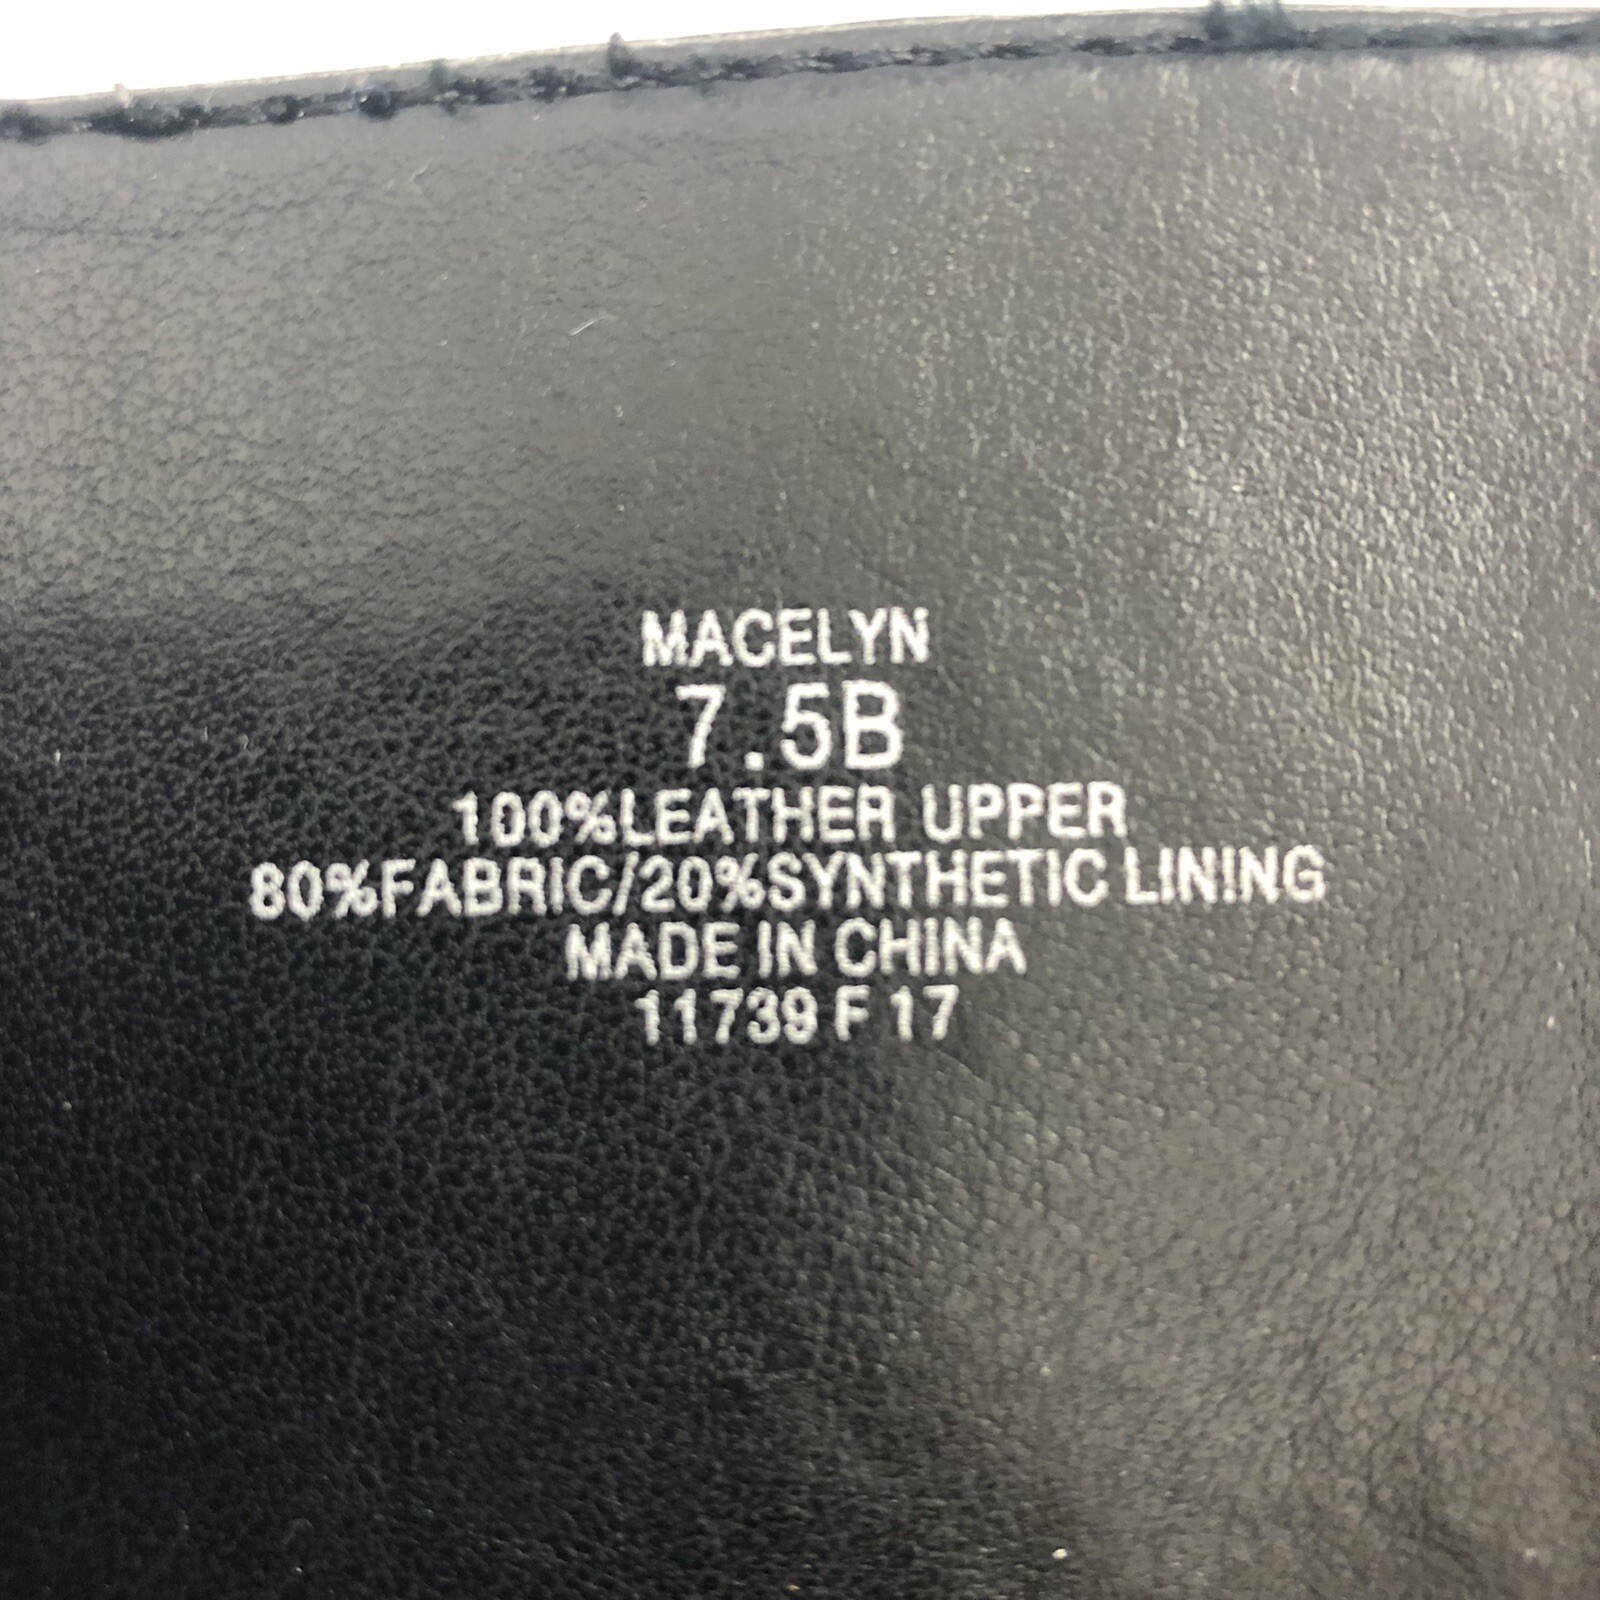 MACELYN
7.5B
100%LEATHER UPPER
80%FABRIC/20%SYNTHETIC LINING
MADE IN CHINA
11739 F 17